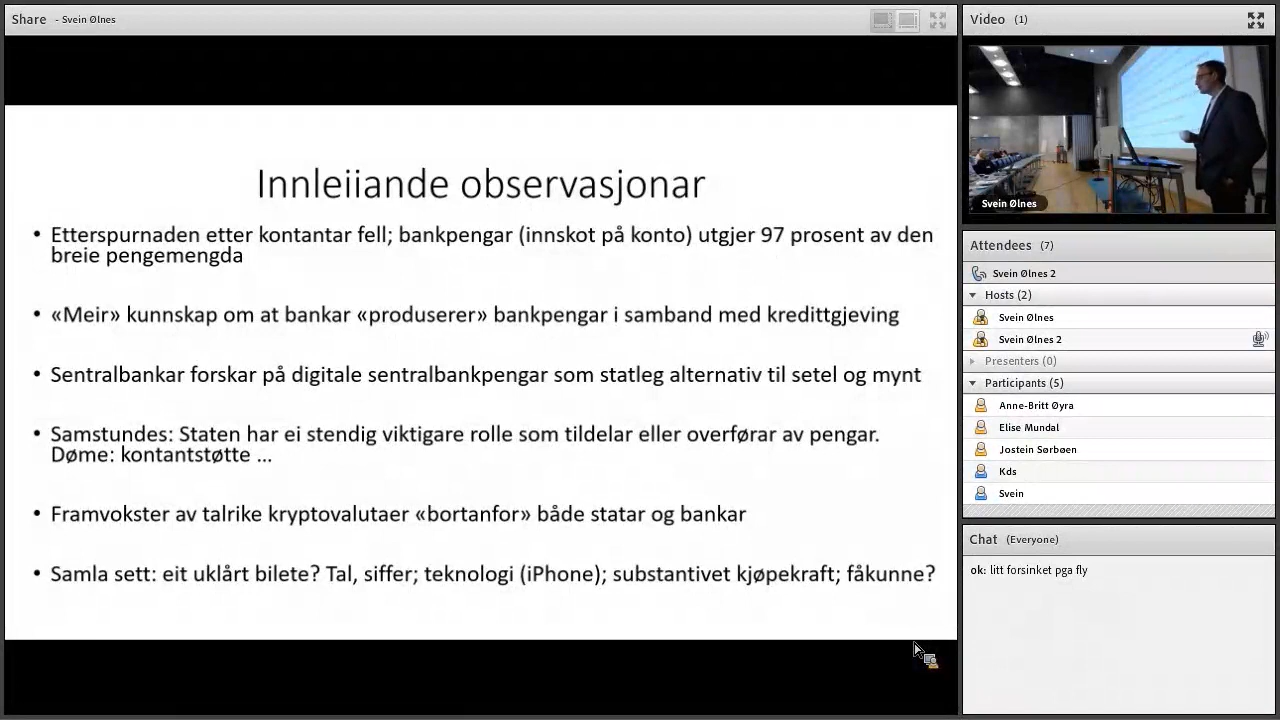 Share - Svein Ølnes
Innleiiande observasjonar
• Etterspurnaden etter kontantar fell; bankpengar (innskot på konto) utgjer 97 prosent av den
breie pengemengda
• «Meir» kunnskap om at bankar «produserer» bankpengar i samband med kredittgjeving
• Sentralbankar forskar på digitale sentralbankpengar som statleg alternativ til setel og mynt
• Samstundes: Staten har ei stendig viktigare rolle som tildelar eller overførar av pengar.
Døme: kontantstøtte ...
• Framvokster av talrike kryptovalutaer «bortanfor» både statar og bankar
• Samla sett: eit uklårt bilete? Tal, siffer; teknologi (iPhone); substantivet kjøpekraft; fåkunne?
Video (1)
Svein Ølnes
Attendees (7)
Svein Ølnes 2
Hosts (2)
Svein Ølnes
Svein Ølnes 2
Presenters (0)
Participants (5)
Anne-Britt Øyra
Elise Mundal
Jostein Sørbøen
Kds
Svein
Chat (Everyone)
ok: litt forsinket pga fly